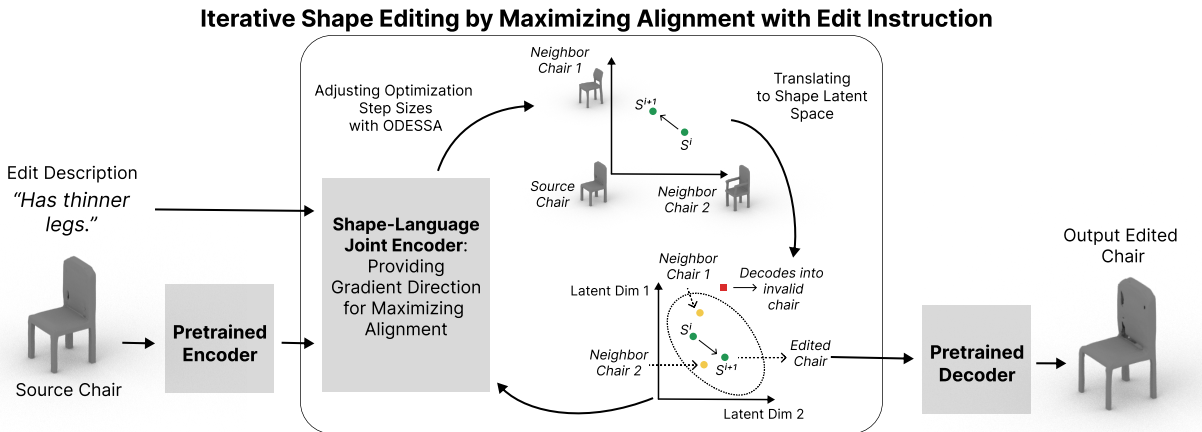 Iterative Shape Editing by Maximizing Alignment with Edit Instruction
Edit Description
“Has thinner
legs.”
Source Chair
Pretrained
Encoder
Adjusting Optimization
Step Sizes
with ODESSA
Shape-Language
Joint Encoder:
Providing
Gradient Direction
for Maximizing
Alignment
Neighbor
Chair 1
S^{i+1}
S^i
Source
Chair
Neighbor
Chair 2
Translating
to Shape Latent
Space
Neighbor
Chair 1
Decodes into
invalid
chair
Latent Dim 1
S^i
S^{i+1}
Neighbor
Chair 2
Edited
Chair
Latent Dim 2
Pretrained
Decoder
Output Edited
Chair